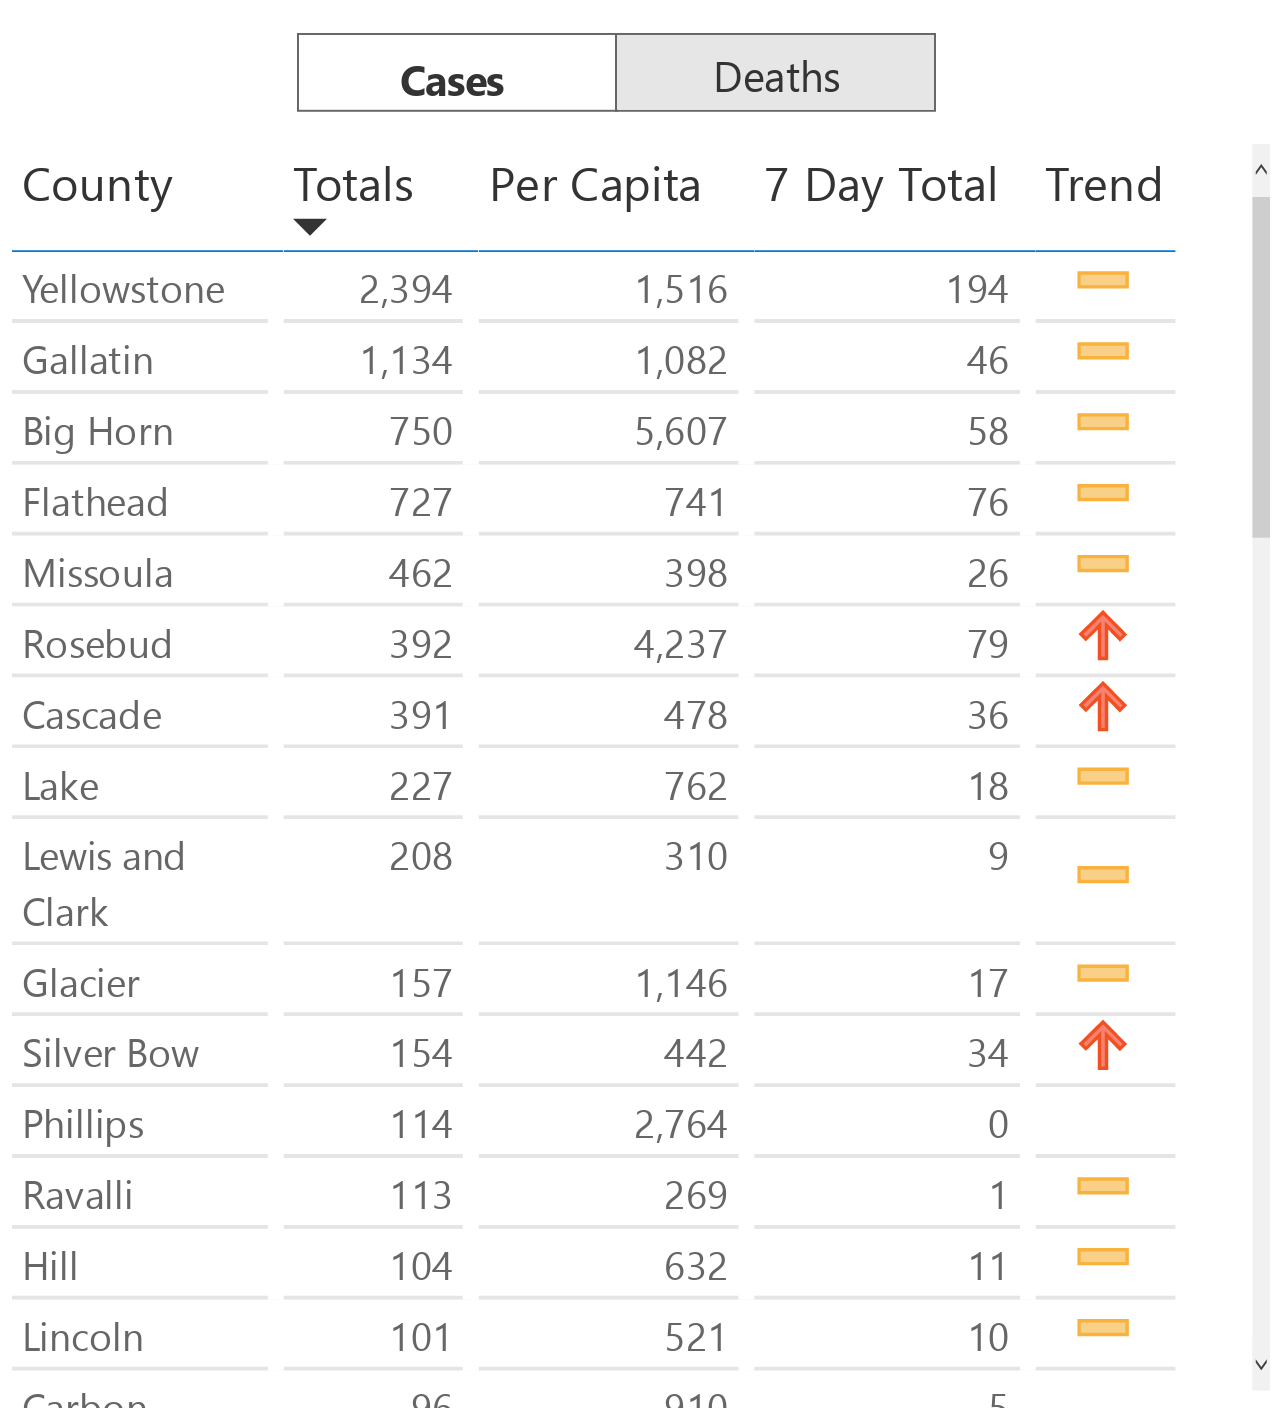 Cases Deaths
County Totals Per Capita 7 Day Total Trend
Yellowstone 2,394 1,516 194
Gallatin 1,134 1,082 46
Big Horn 750 5,607 58
Flathead 727 741 76
Missoula 462 398 26
Rosebud 392 4,237 79
Cascade 391 478 36
Lake 227 762 18
Lewis and 208 310 9
Clark
Glacier 157 1,146 17
Silver Bow 154 442 34
Phillips 114 2,764 0
Ravalli 113 269 1
Hill 104 632 11
Lincoln 101 521 10
Carbon 96 910 5